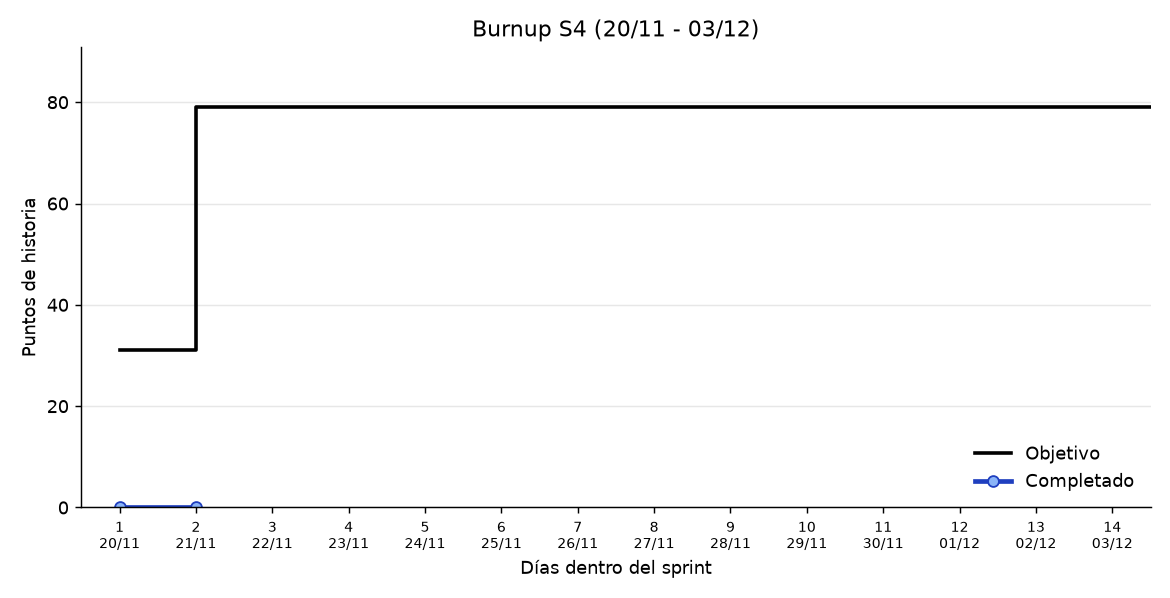 Burnup S4 (20/11 - 03/12)
Puntos de historia
80
60
40
20
0
Objetivo
Completado
1 2 3 4 5 6 7 8 9 10 11 12 13 14
20/11 21/11 22/11 23/11 24/11 25/11 26/11 27/11 28/11 29/11 30/11 01/12 02/12 03/12
Días dentro del sprint